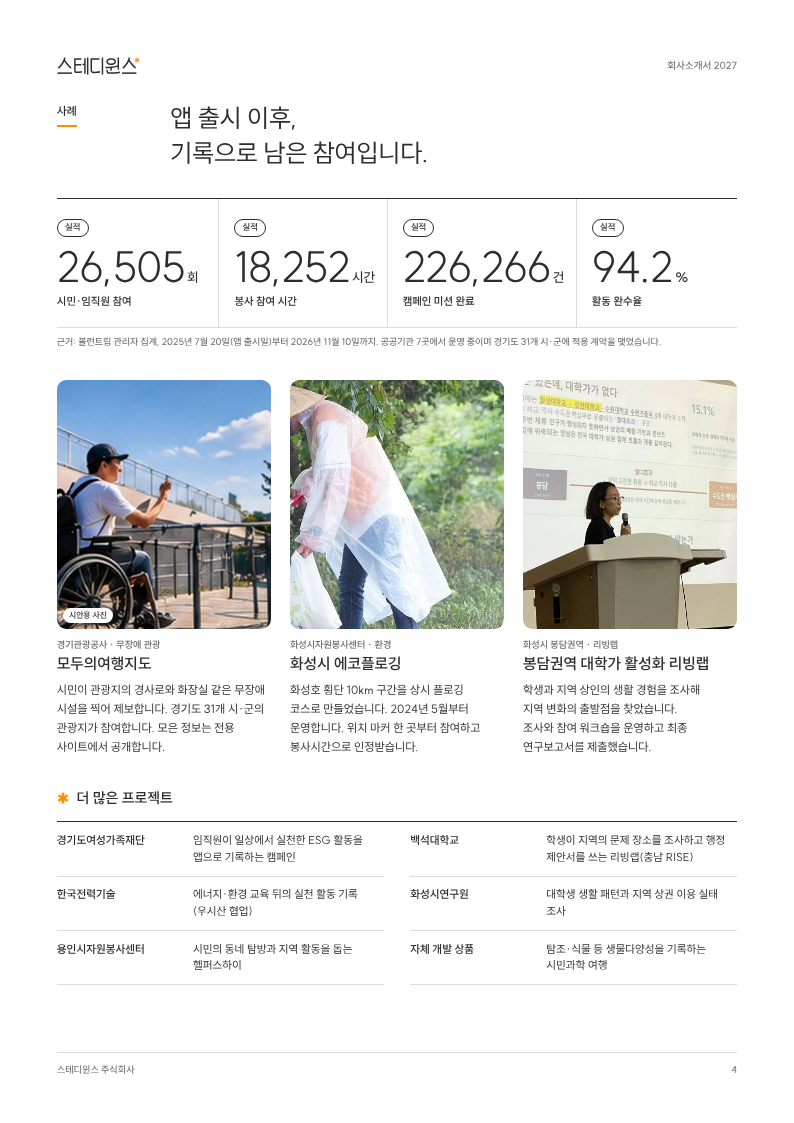 스테디윈스
회사소개서 2027
사례
앱 출시 이후,
기록으로 남은 참여입니다.
실적
26,505회
시민·임직원 참여
실적
18,252시간
봉사 참여 시간
실적
226,266건
캠페인 미션 완료
실적
94.2%
활동 완수율
근거: 볼런트립 관리자 집계, 2025년 7월 20일(앱 출시일)부터 2026년 11월 10일까지. 공공기관 7곳에서 운영 중이며 경기도 31개 시·군에 적용 계약을 맺었습니다.
시안용 사진
있는데, 대학가가 없다
15.1%
봉담
경기관광공사 · 무장애 관광
모두의여행지도
시민이 관광지의 경사로와 화장실 같은 무장애
시설을 찍어 제보합니다. 경기도 31개 시·군의
관광지가 참여합니다. 모은 정보는 전용
사이트에서 공개합니다.
화성시자원봉사센터 · 환경
화성시 에코플로깅
화성호 횡단 10km 구간을 상시 플로깅
코스로 만들었습니다. 2024년 5월부터
운영합니다. 위치 마커 한 곳부터 참여하고
봉사시간으로 인정받습니다.
화성시 봉담권역 · 리빙랩
봉담권역 대학가 활성화 리빙랩
학생과 지역 상인의 생활 경험을 조사해
지역 변화의 출발점을 찾았습니다.
조사와 참여 워크숍을 운영하고 최종
연구보고서를 제출했습니다.
✱ 더 많은 프로젝트
경기도여성가족재단
임직원이 일상에서 실천한 ESG 활동을
앱으로 기록하는 캠페인
백석대학교
학생이 지역의 문제 장소를 조사하고 행정
제안서를 쓰는 리빙랩(충남 RISE)
한국전력기술
에너지·환경 교육 뒤의 실천 활동 기록
(우시산 협업)
화성시연구원
대학생 생활 패턴과 지역 상권 이용 실태
조사
용인시자원봉사센터
시민의 동네 탐방과 지역 활동을 돕는
헬퍼스하이
자체 개발 상품
탐조·식물 등 생물다양성을 기록하는
시민과학 여행
스테디윈스 주식회사
4